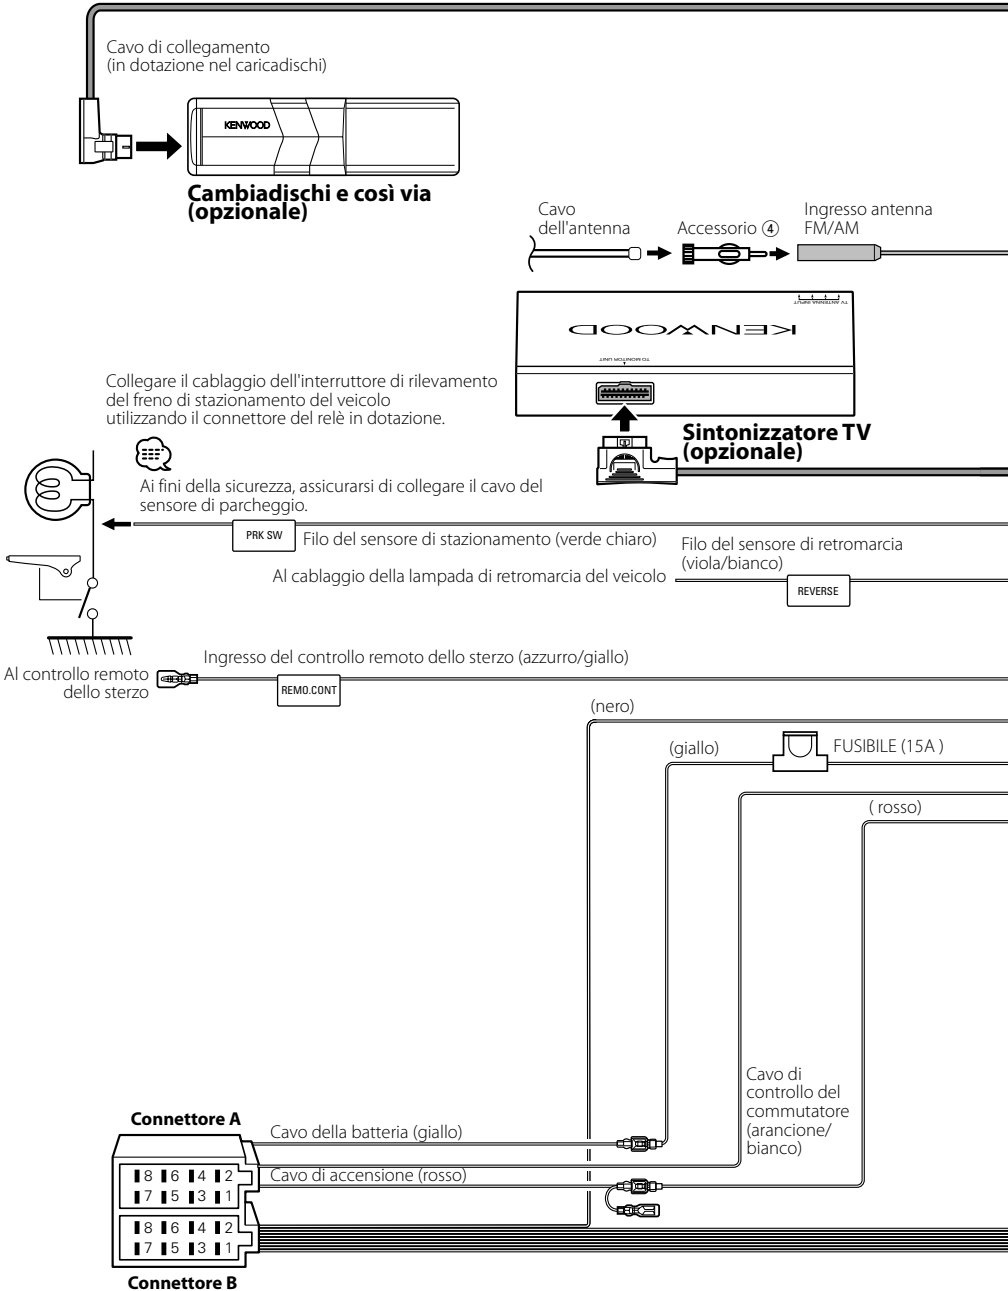 Cavo di collegamento
(in dotazione nel caricadischi)
KENWOOD
Cambiadischi e così via
(opzionale)
Cavo
dell'antenna
Accessorio ④
Ingresso antenna
FM/AM
TV ANTENNA INPUT
KENWOOD
TO MONITOR UNIT
Sintonizzatore TV
(opzionale)
Collegare il cablaggio dell'interruttore di rilevamento
del freno di stazionamento del veicolo
utilizzando il connettore del relè in dotazione.
Ai fini della sicurezza, assicurarsi di collegare il cavo del
sensore di parcheggio.
PRK SW
Filo del sensore di stazionamento (verde chiaro)
Filo del sensore di retromarcia
(viola/bianco)
Al cablaggio della lampada di retromarcia del veicolo
REVERSE
Ingresso del controllo remoto dello sterzo (azzurro/giallo)
Al controllo remoto
dello sterzo
REMO.CONT
(nero)
(giallo)
FUSIBILE (15A )
( rosso)
Cavo di
controllo del
commutatore
(arancione/
bianco)
Connettore A
Cavo della batteria (giallo)
Cavo di accensione (rosso)
8 6 4 2
7 5 3 1
8 6 4 2
7 5 3 1
Connettore B